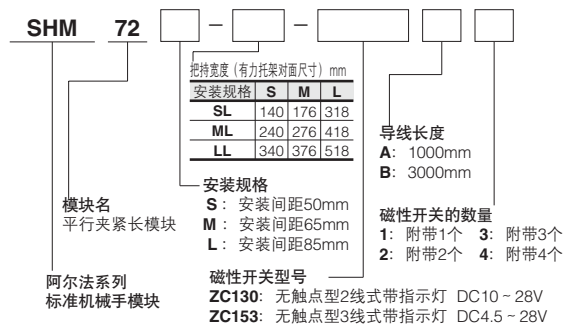 SHM 72 - -
把持宽度（有力托架对面尺寸）mm
安装规格 S M L
SL 140 176 318
ML 240 276 418
LL 340 376 518
导线长度
A： 1000mm
B： 3000mm
安装规格
S： 安装间距50mm
M： 安装间距65mm
L： 安装间距85mm
模块名
平行夹紧长模块
磁性开关的数量
1： 附带1个 3： 附带3个
2： 附带2个 4： 附带4个
阿尔法系列
标准机械手模块
磁性开关型号
ZC130： 无触点型2线式带指示灯 DC10~28V
ZC153： 无触点型3线式带指示灯 DC4.5~28V